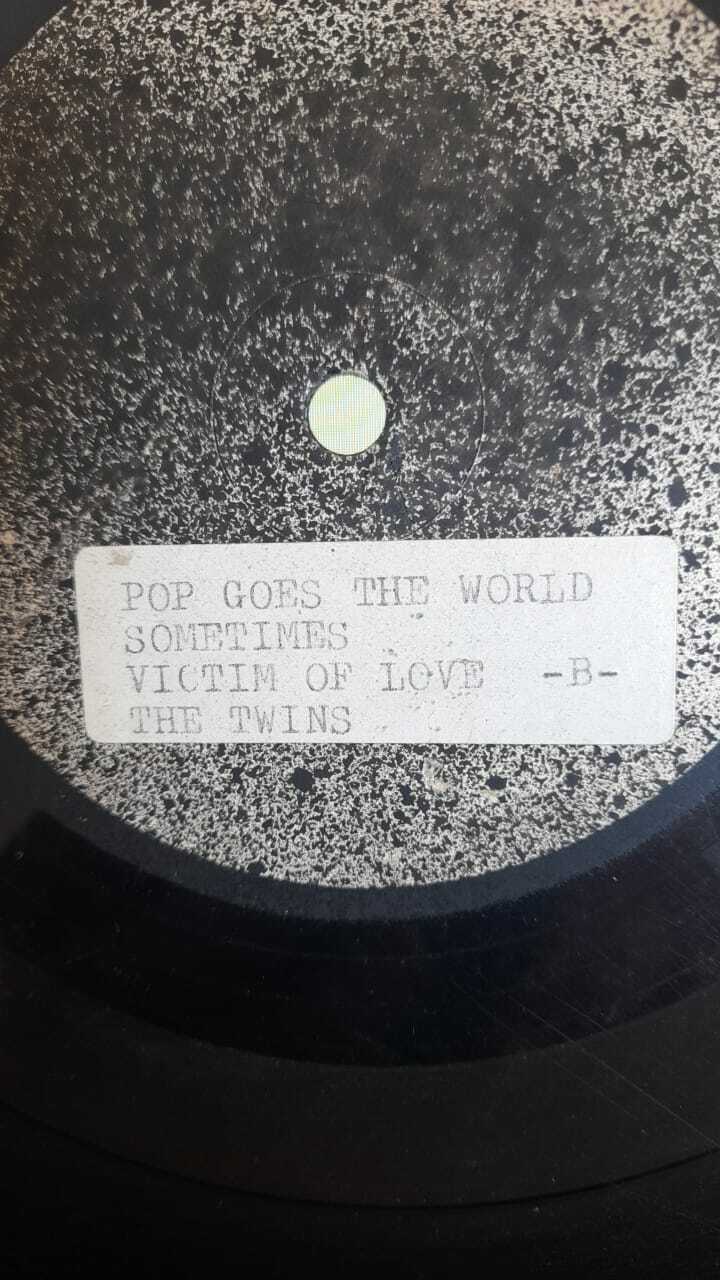 POP GOES THE WORLD
SOMETIMES
VICTIM OF LOVE -B-
THE TWINS